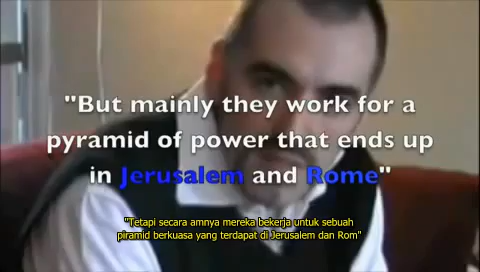 "But mainly they work for a
pyramid of power that ends up
in Jerusalem and Rome"
"Tetapi secara amnya mereka bekerja untuk sebuah
piramid berkuasa yang terdapat di Jerusalem dan Rom"